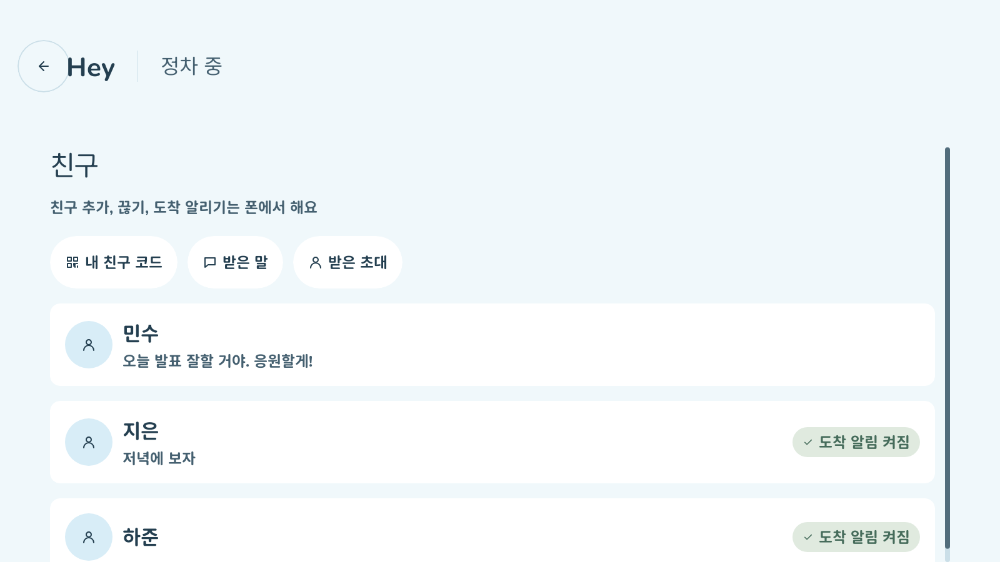 Hey
정차 중
친구
친구 추가, 끊기, 도착 알리기는 폰에서 해요
내 친구 코드
받은 말
받은 초대
민수
오늘 발표 잘할 거야. 응원할게!
지은
저녁에 보자
도착 알림 켜짐
하준
도착 알림 켜짐